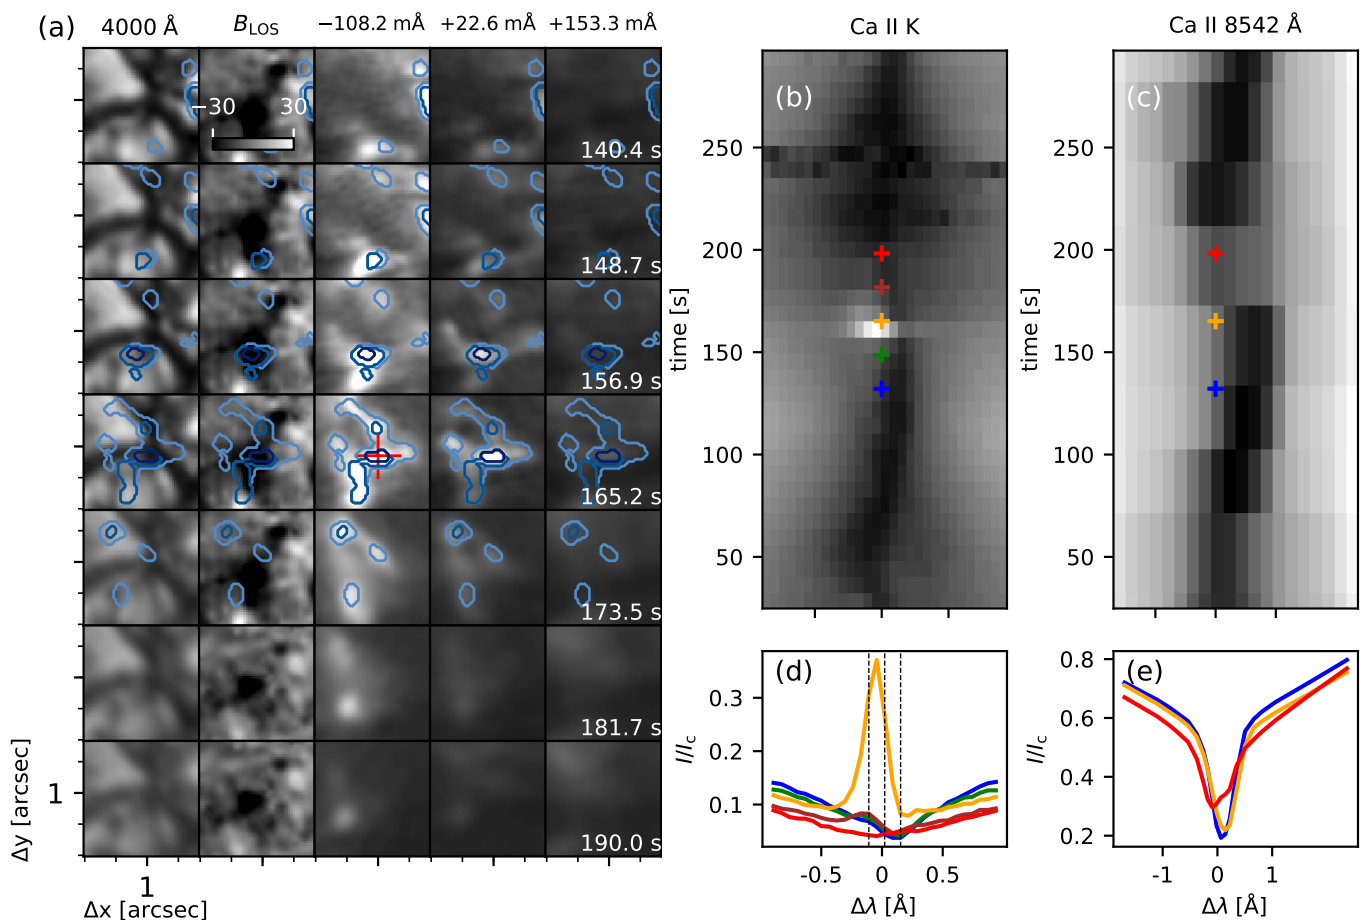 (a) 4000 Å B_LOS −108.2 mÅ +22.6 mÅ +153.3 mÅ
−30 30
140.4 s
148.7 s
156.9 s
165.2 s
173.5 s
181.7 s
190.0 s
1
Δy [arcsec]
1
Δx [arcsec]
Ca II K
(b)
250
200
150
100
50
time [s]
Ca II 8542 Å
(c)
250
200
150
100
50
time [s]
(d)
0.3
0.2
0.1
I/I_c
-0.5 0 0.5
Δλ [Å]
(e)
0.8
0.6
0.4
0.2
I/I_c
-1 0 1
Δλ [Å]